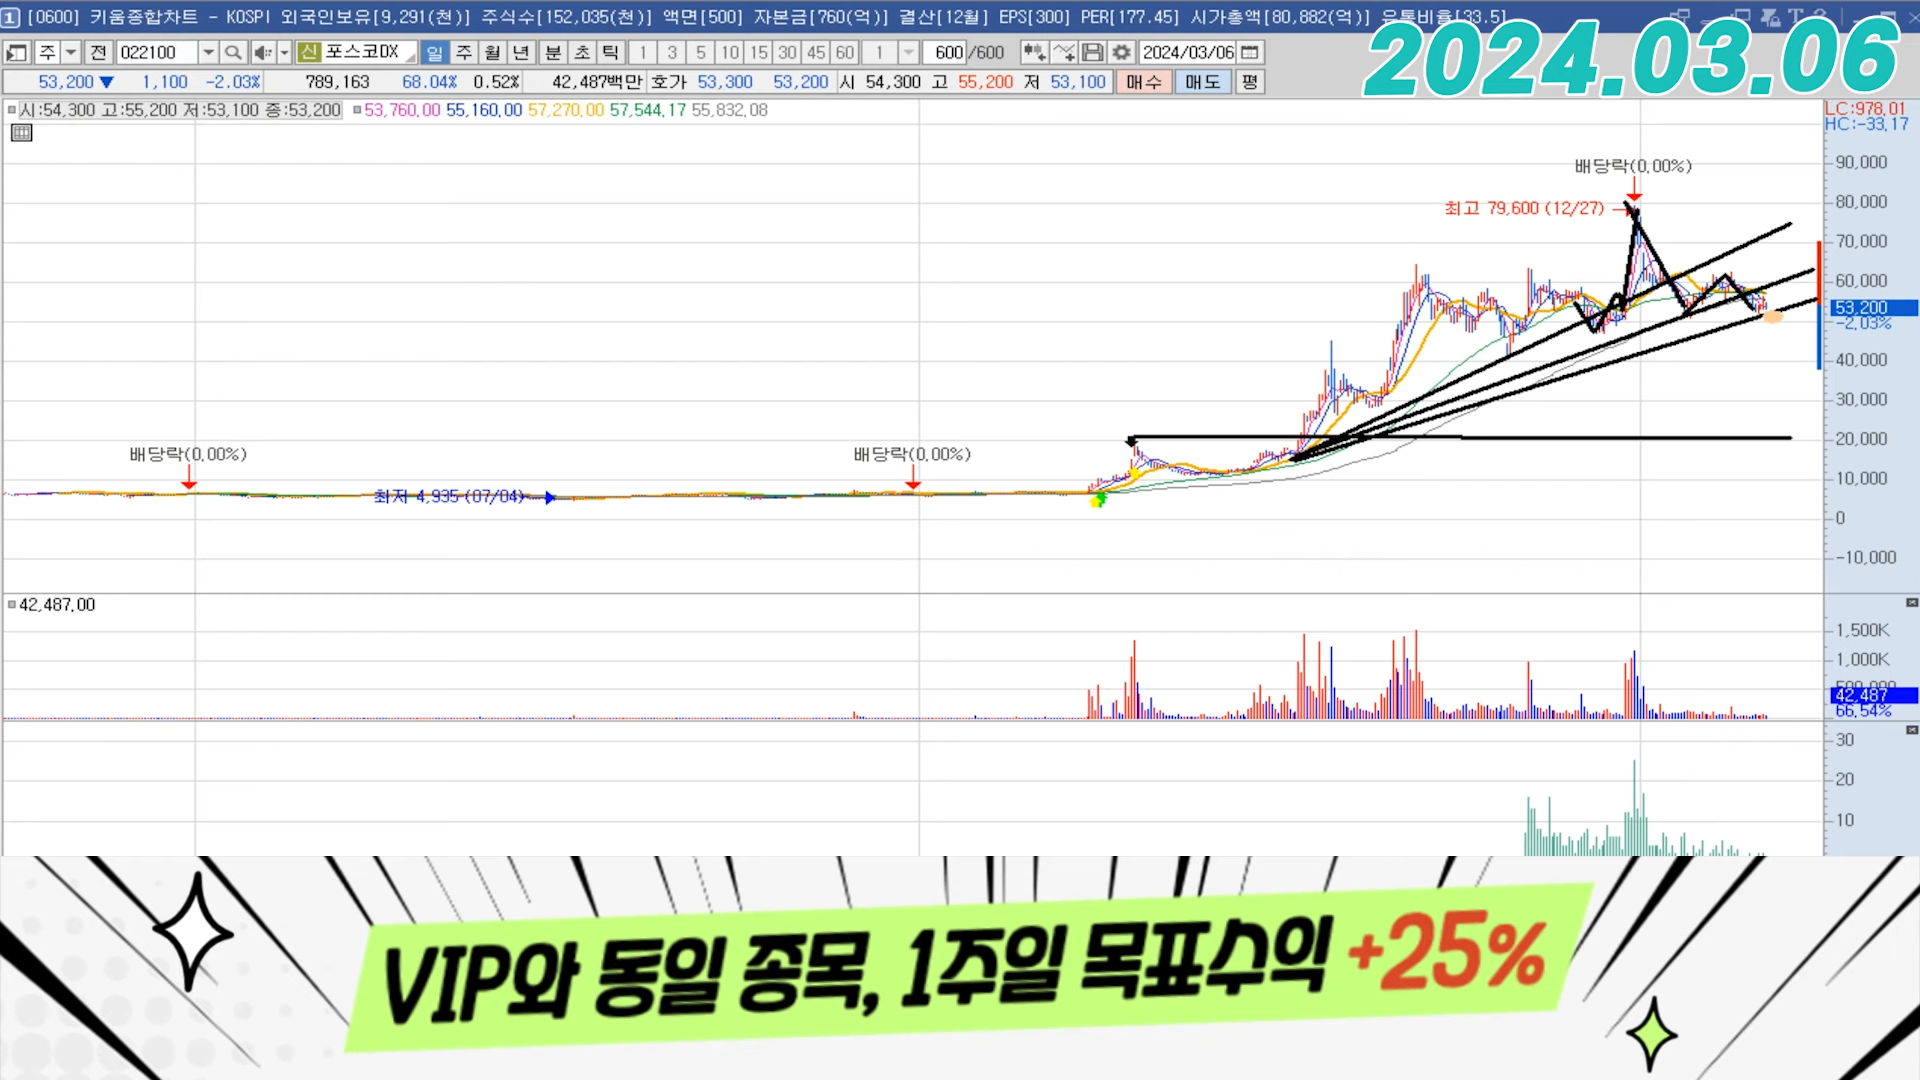 1 [0600] 키움종합차트 - KOSPI 외국인보유[9,291(천)] 주식수[152,035(천)] 액면[500] 자본금[760(억)] 결산[12월] EPS[300] PER[177.45] 시가총액[80,882(억)] 유통비율[33.5]
2024.03.06
주 전 022100 신 포스코DX 일 주 월 년 분 초 틱 1 3 5 10 15 30 45 60 1 600 /600 2024/03/06
53,200 ▼ 1,100 -2.03% 789,163 68.04% 0.52% 42,487백만 호가 53,300 53,200 시 54,300 고 55,200 저 53,100 매수 매도 평
시:54,300 고:55,200 저:53,100 종:53,200 53,760.00 55,160.00 57,270.00 57,544.17 55,832.08
LC:978.01
HC:-33.17
배당락(0.00%)
90,000
최고 79,600 (12/27)
80,000
70,000
60,000
53,200
-2.03%
40,000
30,000
20,000
배당락(0.00%)
배당락(0.00%)
10,000
최저 4,935 (07/04)
0
-10,000
42,487.00
1,500K
1,000K
42,487
66.54%
30
20
10
VIP와 동일 종목, 1주일 목표수익 +25%